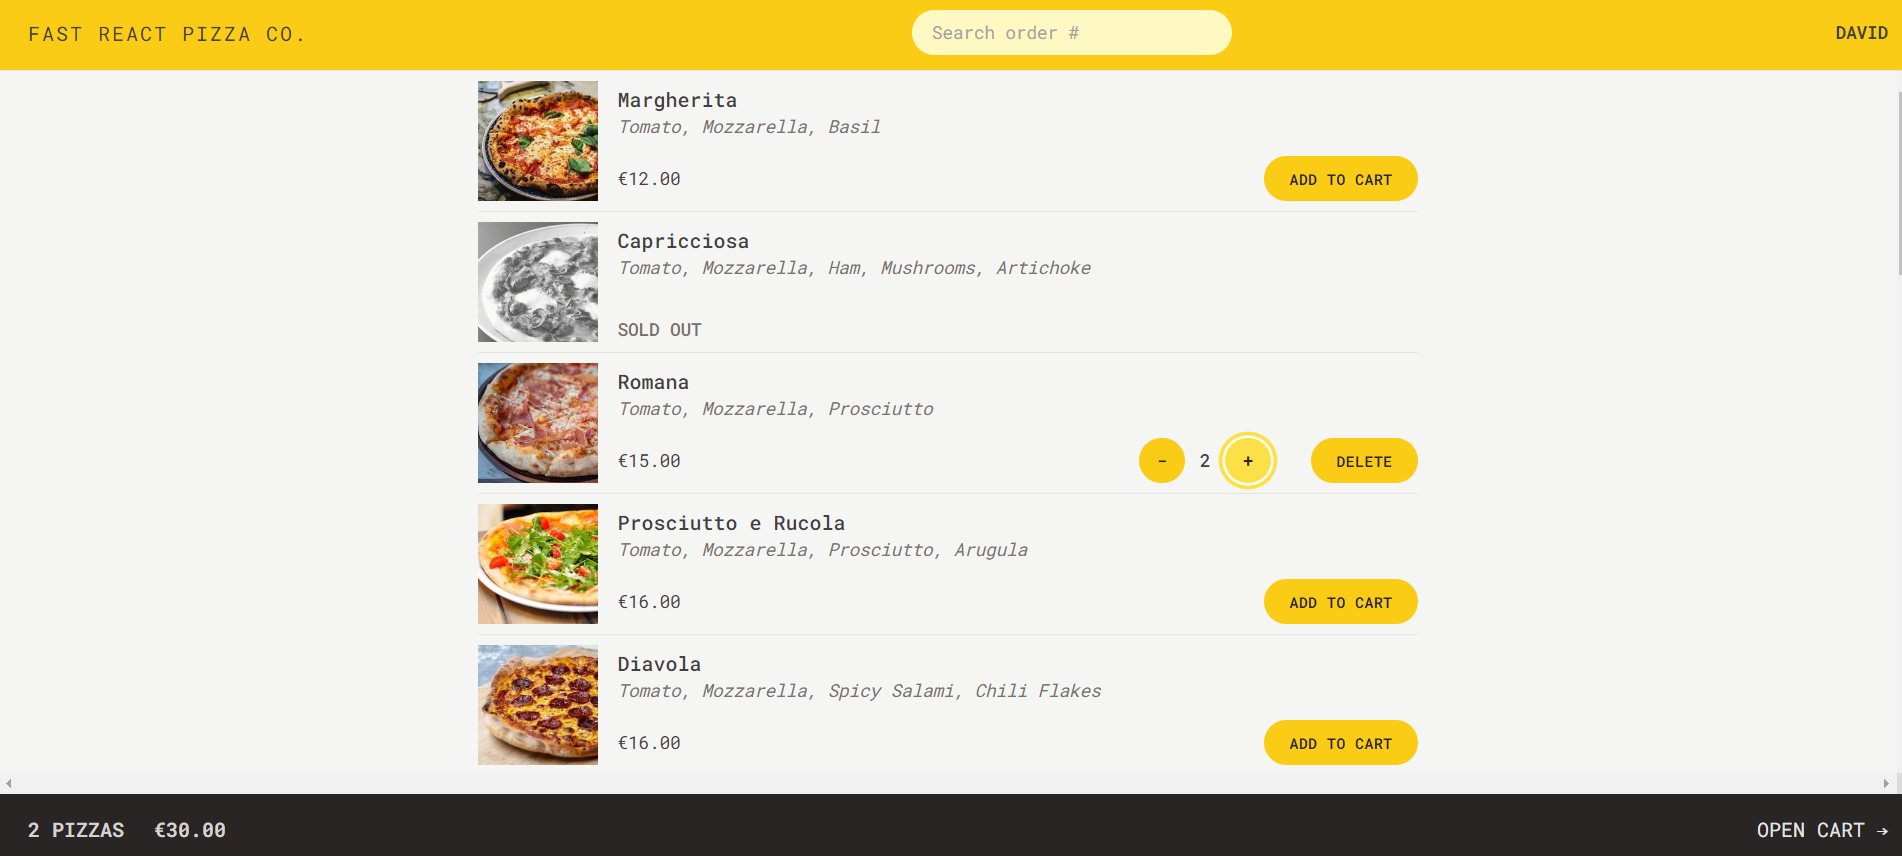 FAST REACT PIZZA CO.
Search order #
DAVID
Margherita
Tomato, Mozzarella, Basil
€12.00
ADD TO CART
Capricciosa
Tomato, Mozzarella, Ham, Mushrooms, Artichoke
SOLD OUT
Romana
Tomato, Mozzarella, Prosciutto
€15.00
- 2 + DELETE
Prosciutto e Rucola
Tomato, Mozzarella, Prosciutto, Arugula
€16.00
ADD TO CART
Diavola
Tomato, Mozzarella, Spicy Salami, Chili Flakes
€16.00
ADD TO CART
2 PIZZAS €30.00
OPEN CART →